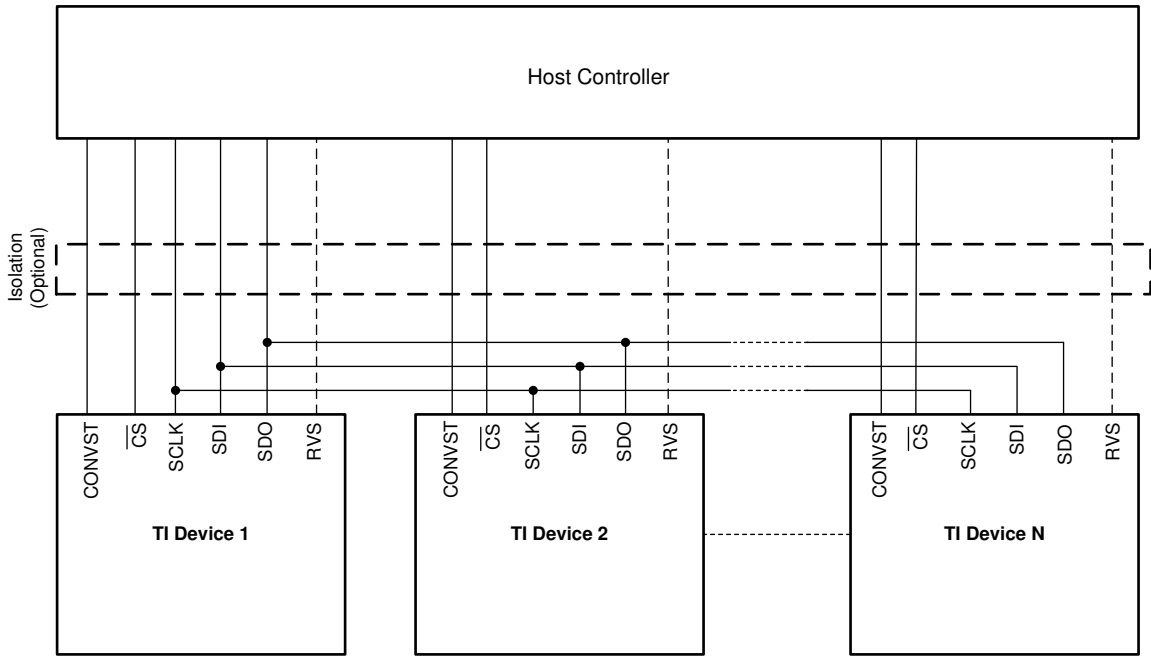 Host Controller
Isolation
(Optional)
CONVST
CS
SCLK
SDI
SDO
RVS
CONVST
CS
SCLK
SDI
SDO
RVS
CONVST
CS
SCLK
SDI
SDO
RVS
TI Device 1
TI Device 2
TI Device N